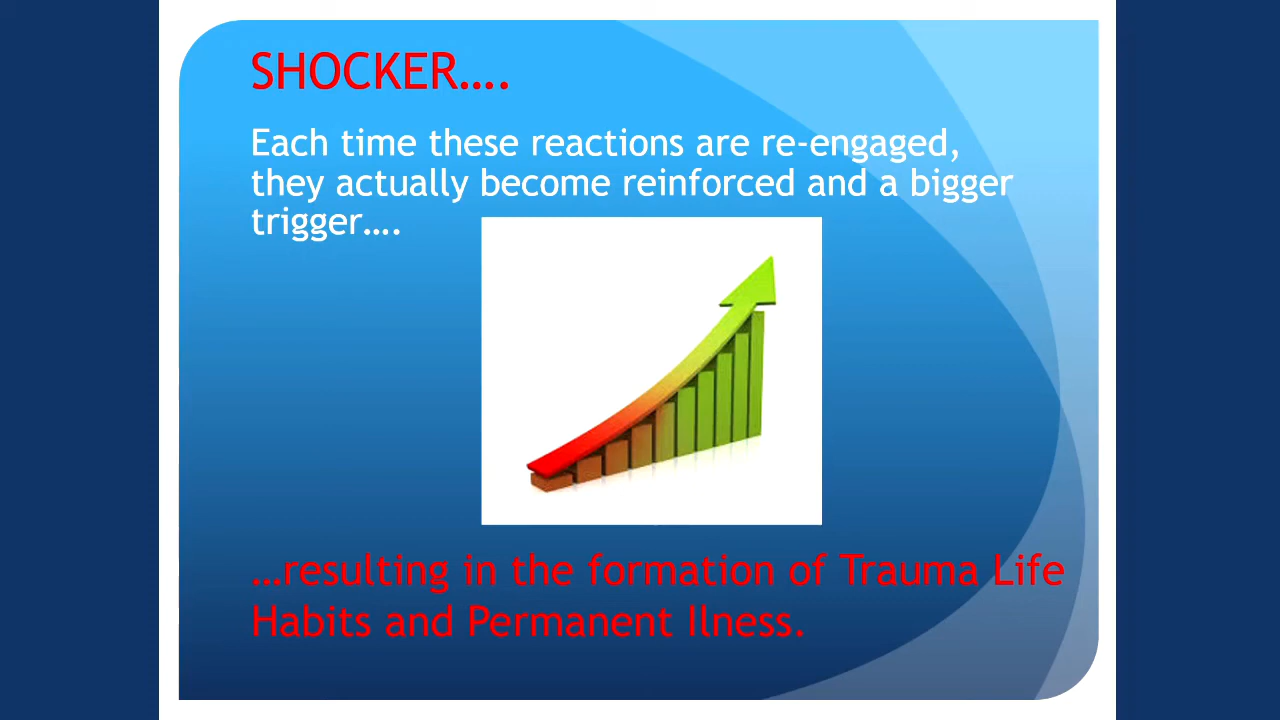 SHOCKER....
Each time these reactions are re-engaged,
they actually become reinforced and a bigger
trigger....
...resulting in the formation of Trauma Life
Habits and Permanent Ilness.